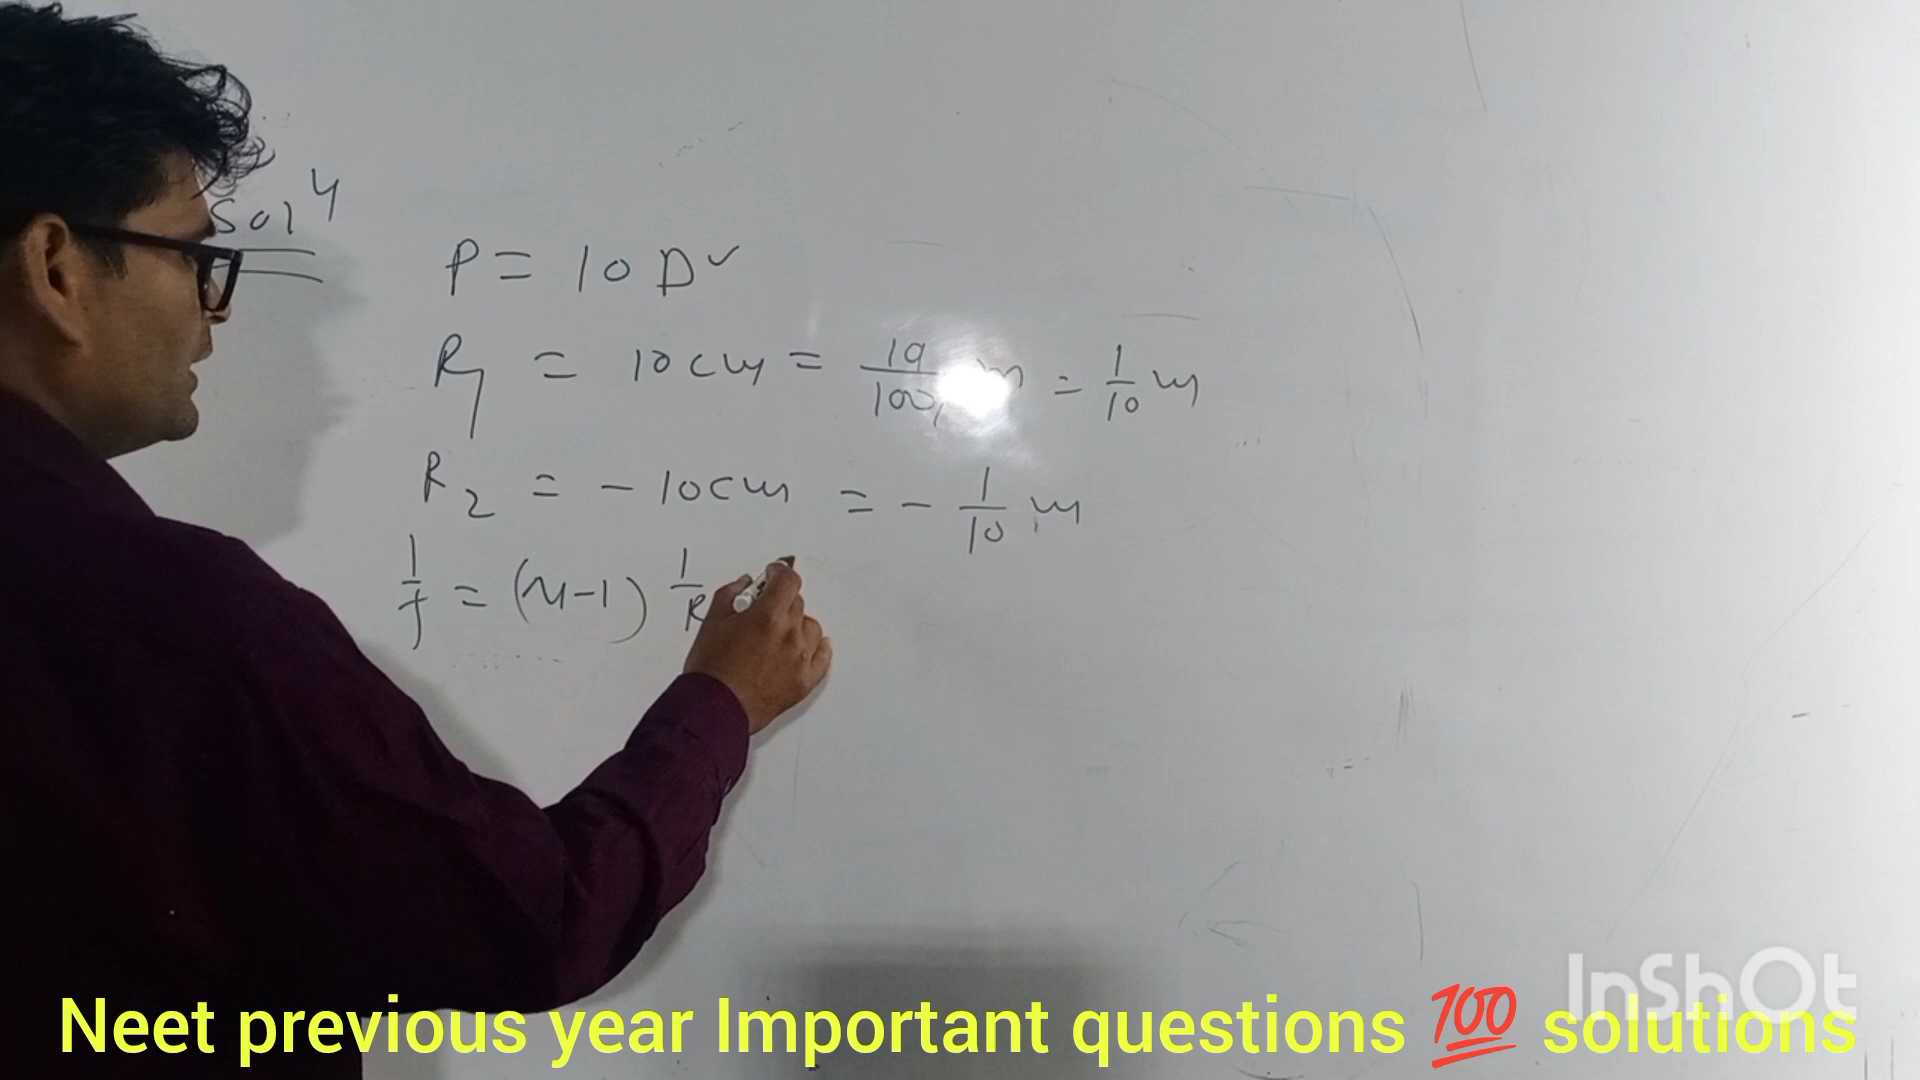 Sol 4
P = 10 D ✓
R1 = 10 cm = 10/100 m = 1/10 m
R2 = - 10 cm = - 1/10 m
1/f = (μ-1) 1/R
InShOt
Neet previous year Important questions 💯 solutions